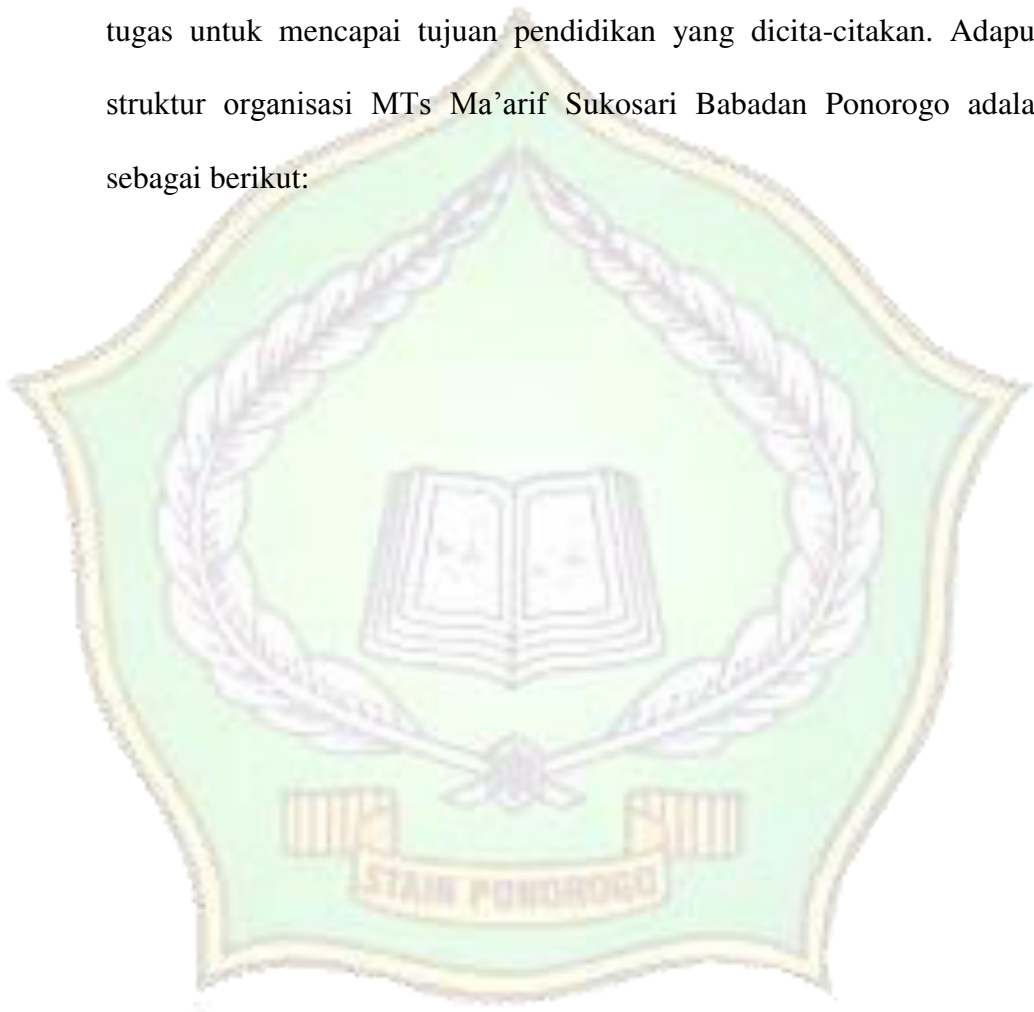 tugas untuk mencapai tujuan pendidikan yang dicita-citakan. Adapu
struktur organisasi MTs Ma’arif Sukosari Babadan Ponorogo adala
sebagai berikut:
STAIN PONOROGO